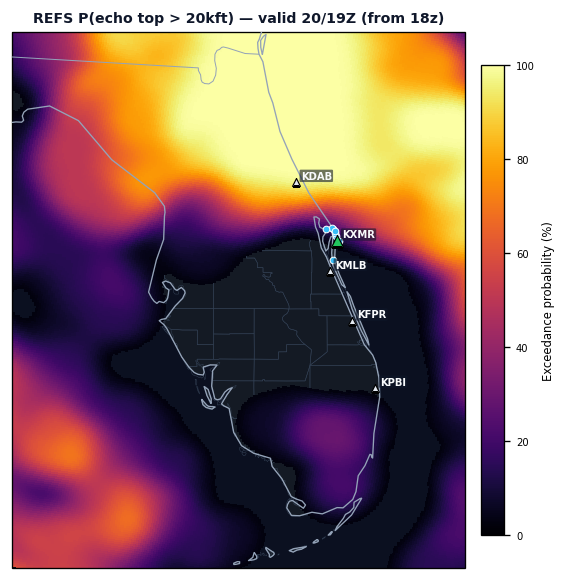 REFS P(echo top > 20kft) — valid 20/19Z (from 18z)
KDAB
KXMR
KMLB
KFPR
KPBI
100
80
60
40
20
0
Exceedance probability (%)